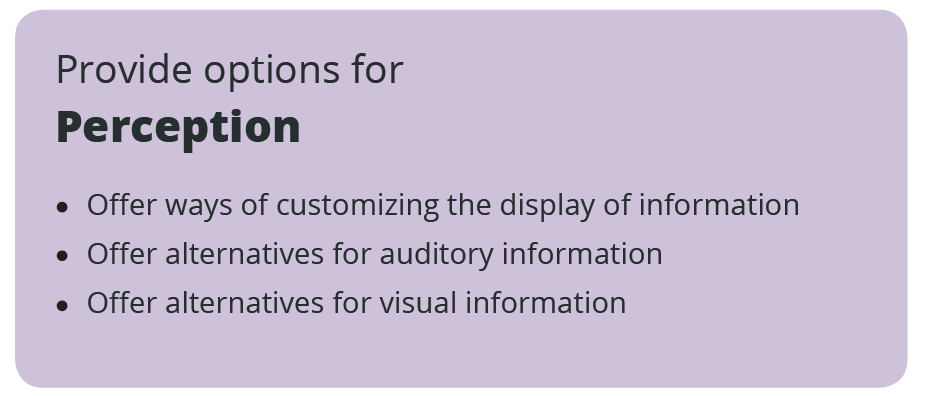 Provide options for
Perception
• Offer ways of customizing the display of information
• Offer alternatives for auditory information
• Offer alternatives for visual information